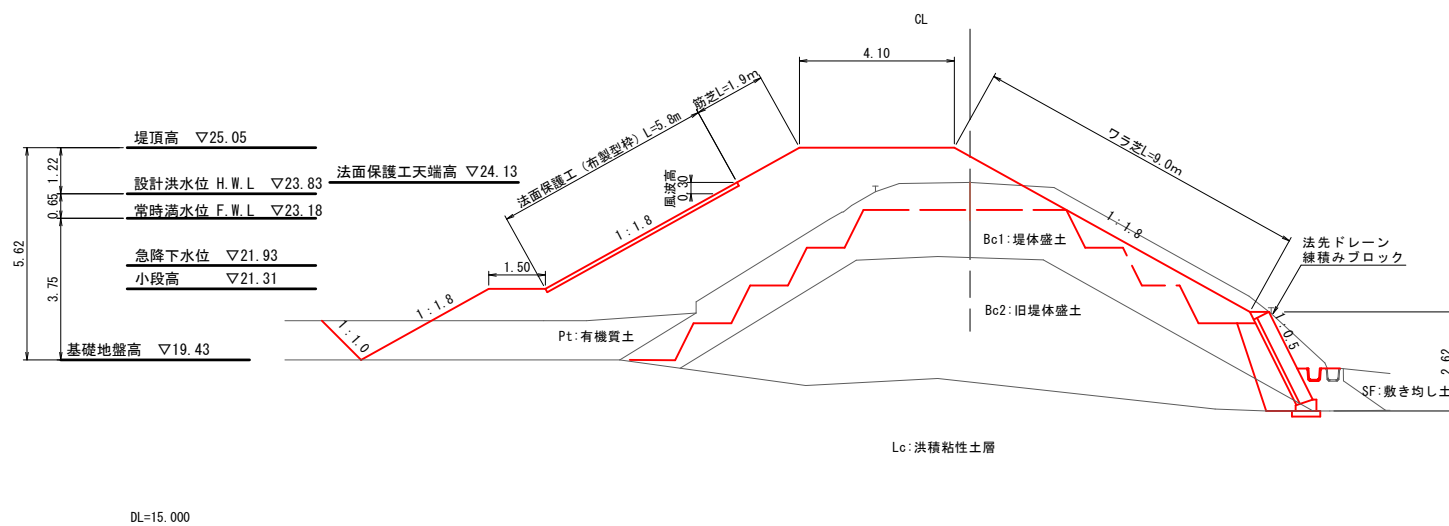 CL
4.10
筋芝L=1.9m
法面保護工（布製型枠）L=5.8m
ワラ芝L=9.0m
堤頂高 ▽25.05
1.22
法面保護工天端高 ▽24.13
設計洪水位 H.W.L ▽23.83
風波高
0.30
0.65
常時満水位 F.W.L ▽23.18
5.62
3.75
1:1.8
1:1.8
Bc1:堤体盛土
法先ドレーン
練積みブロック
急降下水位 ▽21.93
1.50
小段高 ▽21.31
1:1.8
Bc2:旧堤体盛土
1:1.0
Pt:有機質土
1:0.5
基礎地盤高 ▽19.43
2.62
SF:敷き均し土
Lc:洪積粘性土層
DL=15.000